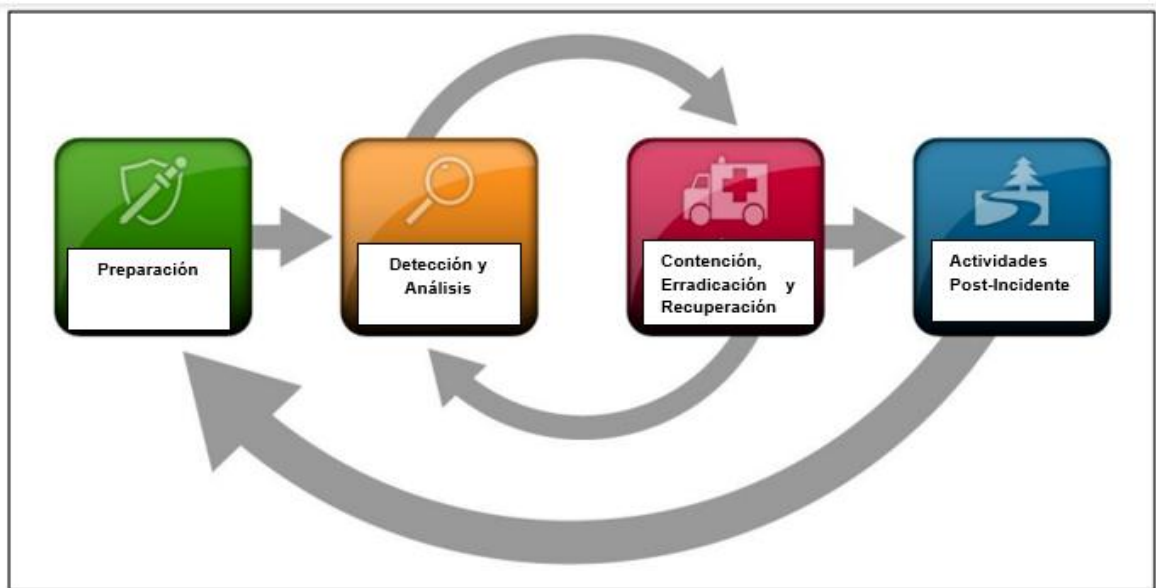 Preparación
Detección y
Análisis
Contención,
Erradicación y
Recuperación
Actividades
Post-Incidente